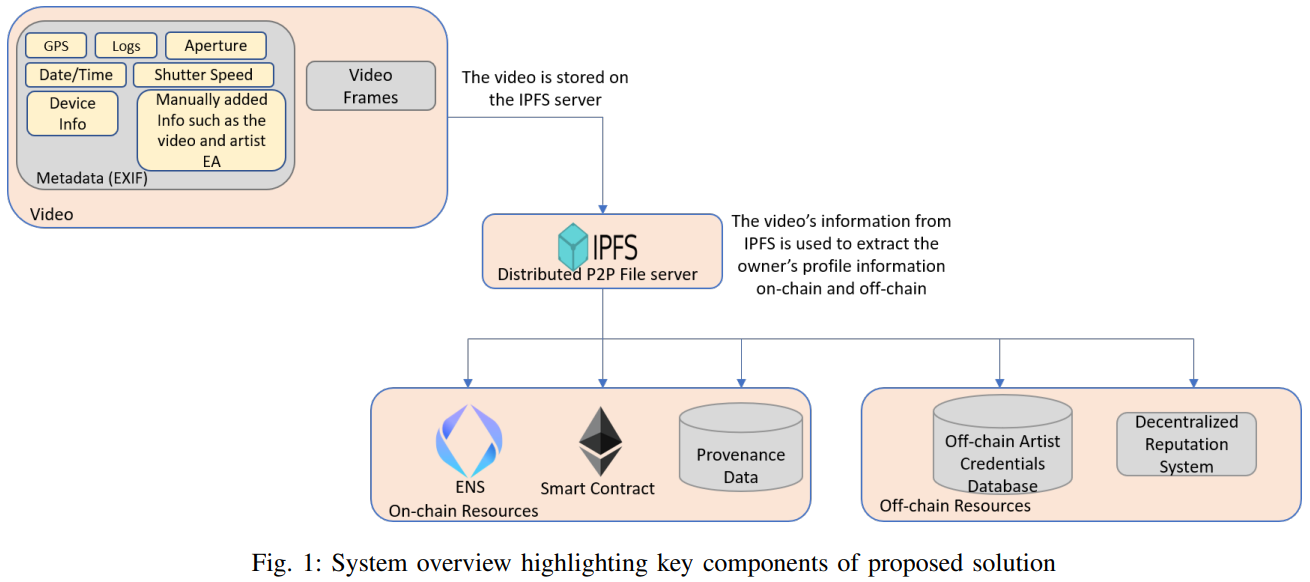 GPS
Logs
Aperture
Date/Time
Shutter Speed
Device
Info
Manually added
Info such as the
video and artist
EA
Metadata (EXIF)
Video
Frames
Video
The video is stored on
the IPFS server
IPFS
Distributed P2P File server
The video’s information from
IPFS is used to extract the
owner’s profile information
on-chain and off-chain
ENS
Smart Contract
Provenance
Data
On-chain Resources
Off-chain Artist
Credentials
Database
Decentralized
Reputation
System
Off-chain Resources
Fig. 1: System overview highlighting key components of proposed solution